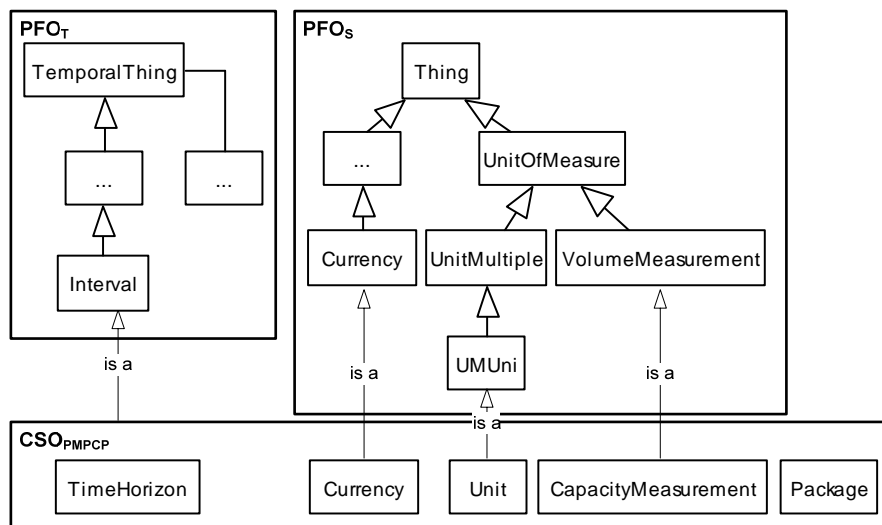 PFOT
TemporalThing
...
...
Interval
is a
PFOS
Thing
...
UnitOfMeasure
Currency
UnitMultiple
VolumeMeasurement
UMUni
is a
is a
is a
CSOPMPCP
TimeHorizon
Currency
Unit
CapacityMeasurement
Package